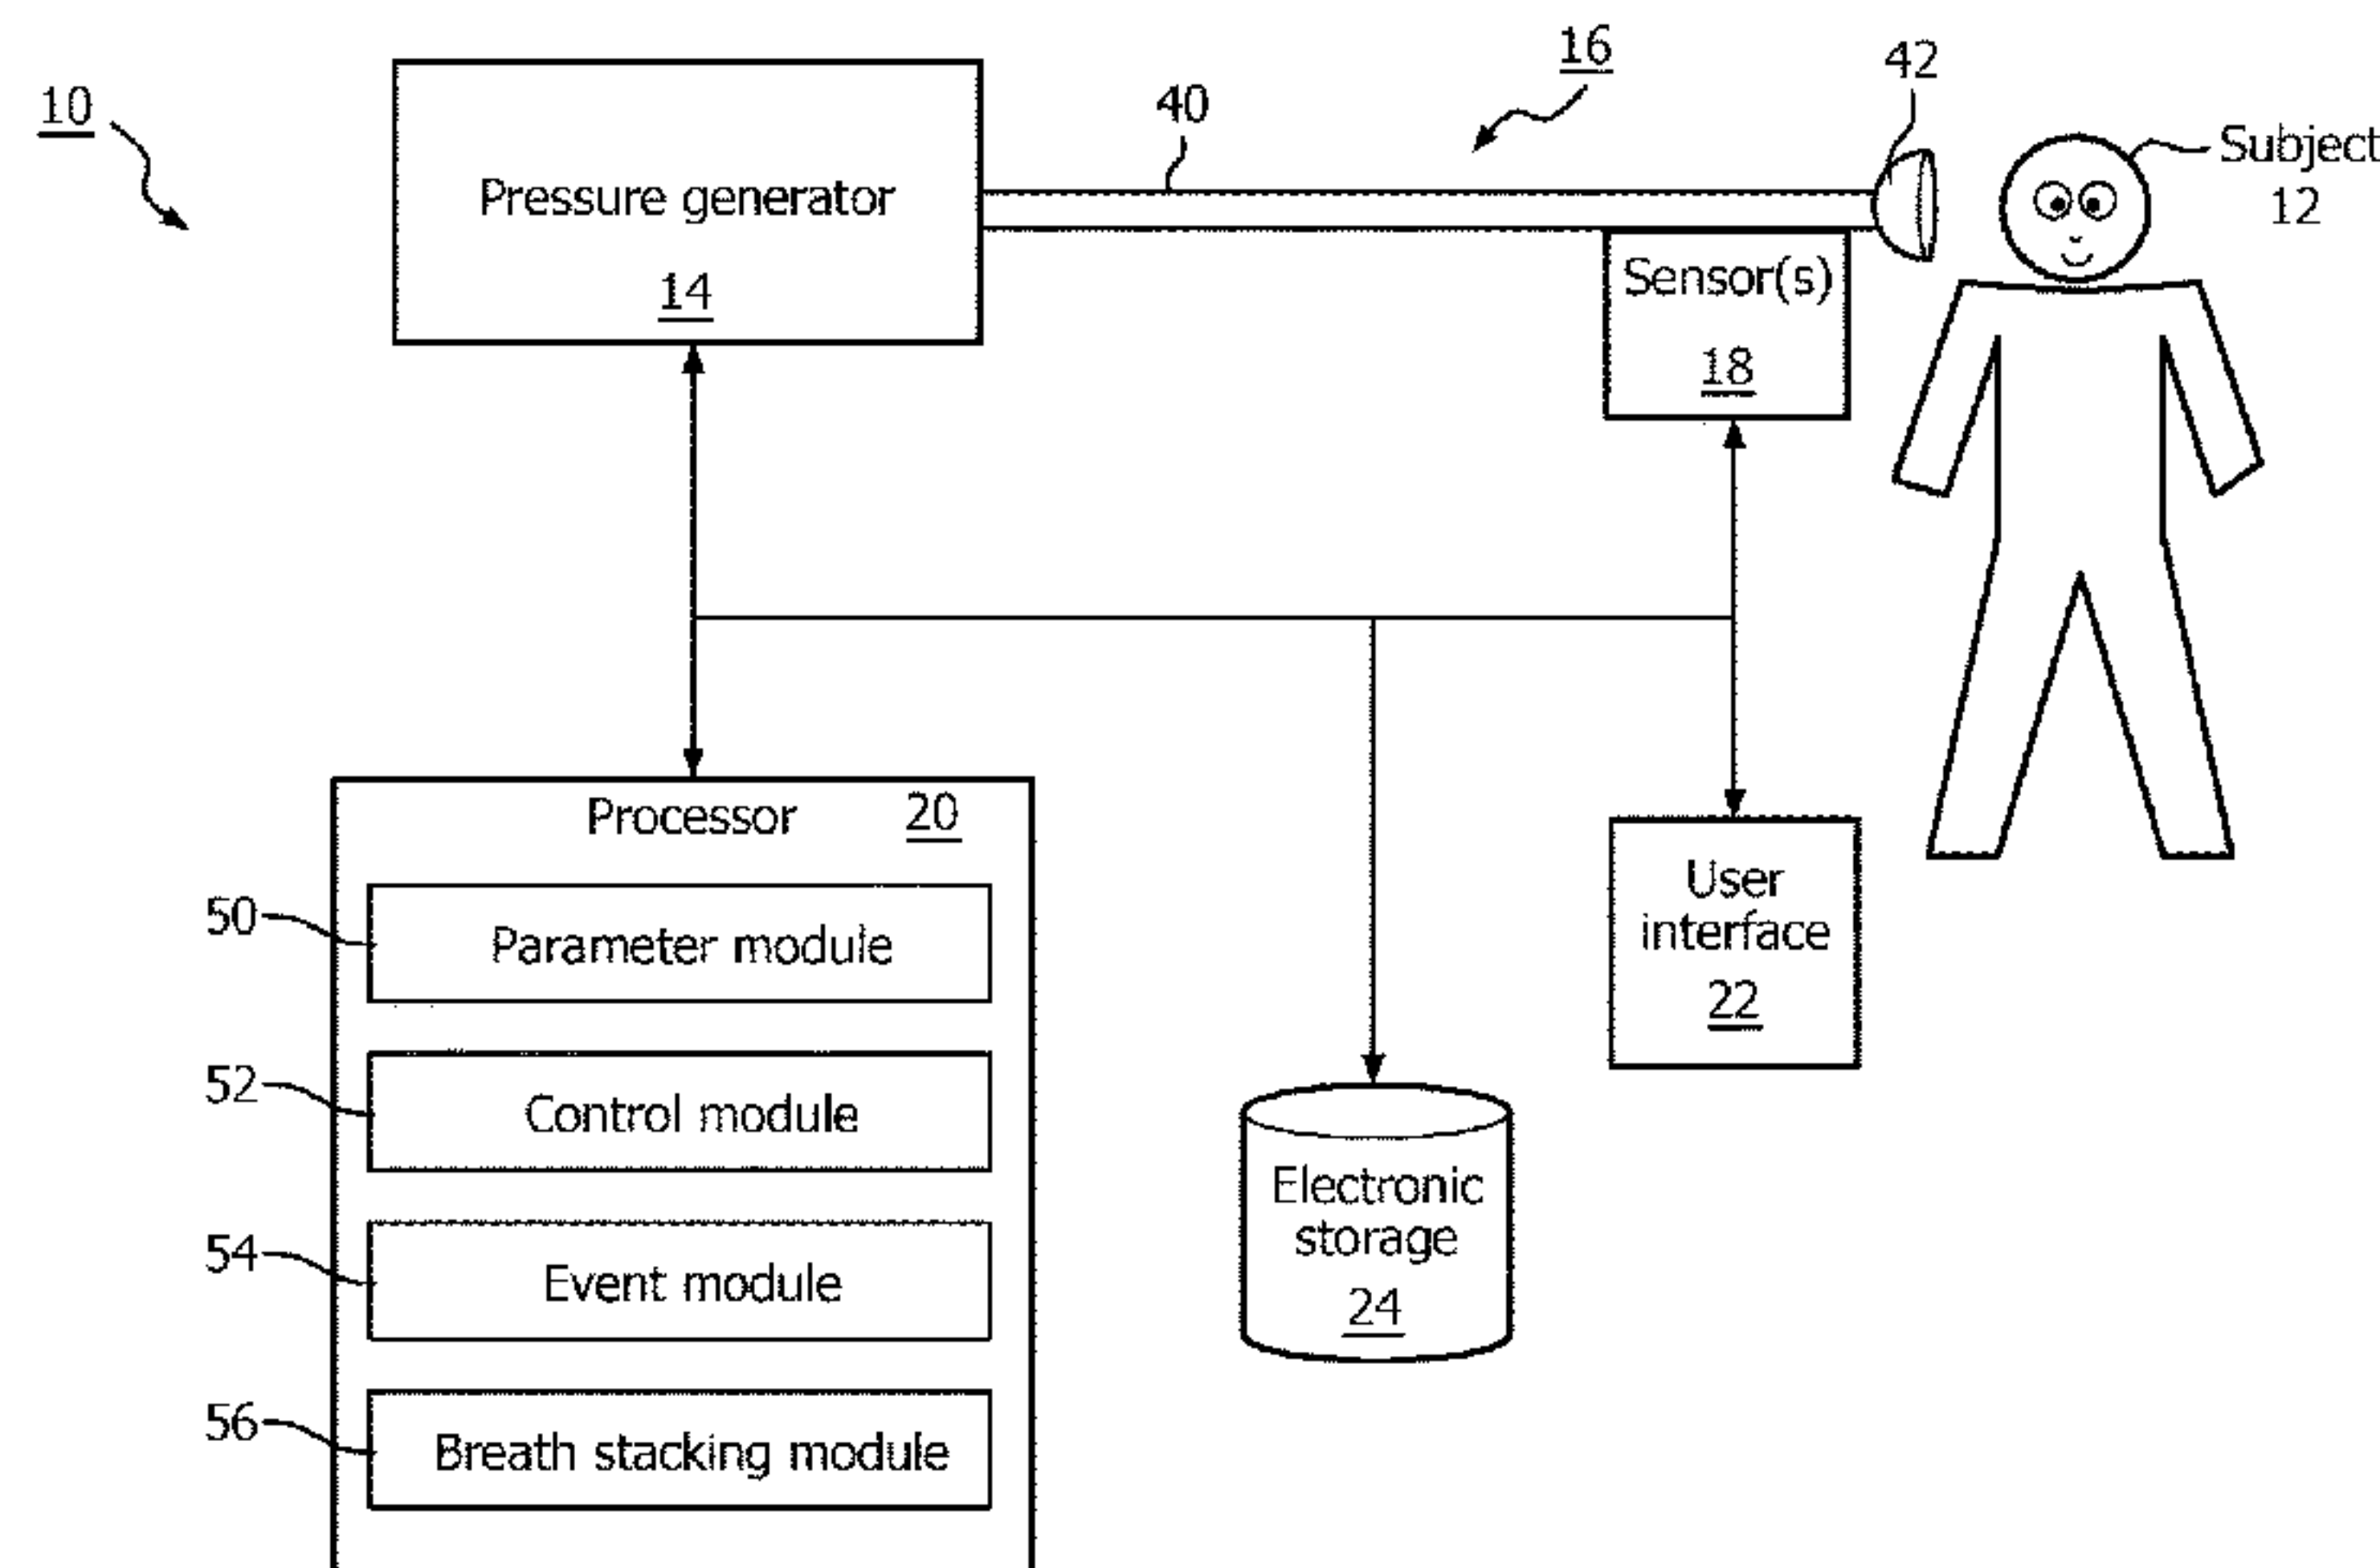 10
Pressure generator
14
40
16
42
Subject
12
Sensor(s)
18
Processor 20
50
Parameter module
52
Control module
54
Event module
56
Breath stacking module
Electronic
storage
24
User
interface
22